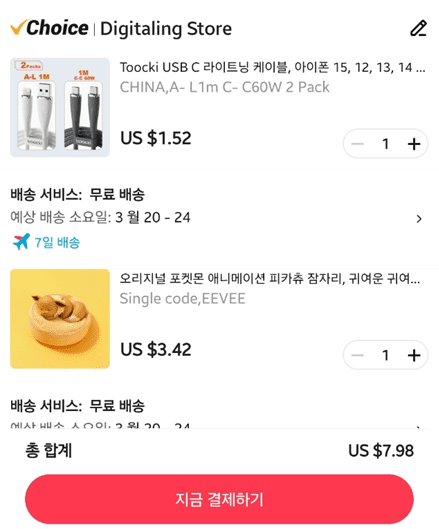 Choice | Digitaling Store
2Packs
A-L 1M
1M
C-C 60W
Toocki USB C 라이트닝 케이블, 아이폰 15, 12, 13, 14 ...
CHINA,A- L1m C- C60W 2 Pack
US $1.52
1
배송 서비스: 무료 배송
예상 배송 소요일: 3 월 20 - 24
7일 배송
오리지널 포켓몬 애니메이션 피카츄 잠자리, 귀여운 귀여...
Single code,EEVEE
US $3.42
1
배송 서비스: 무료 배송
예상 배송 소요일: 3 월 20 - 24
총 합계
US $7.98
지금 결제하기